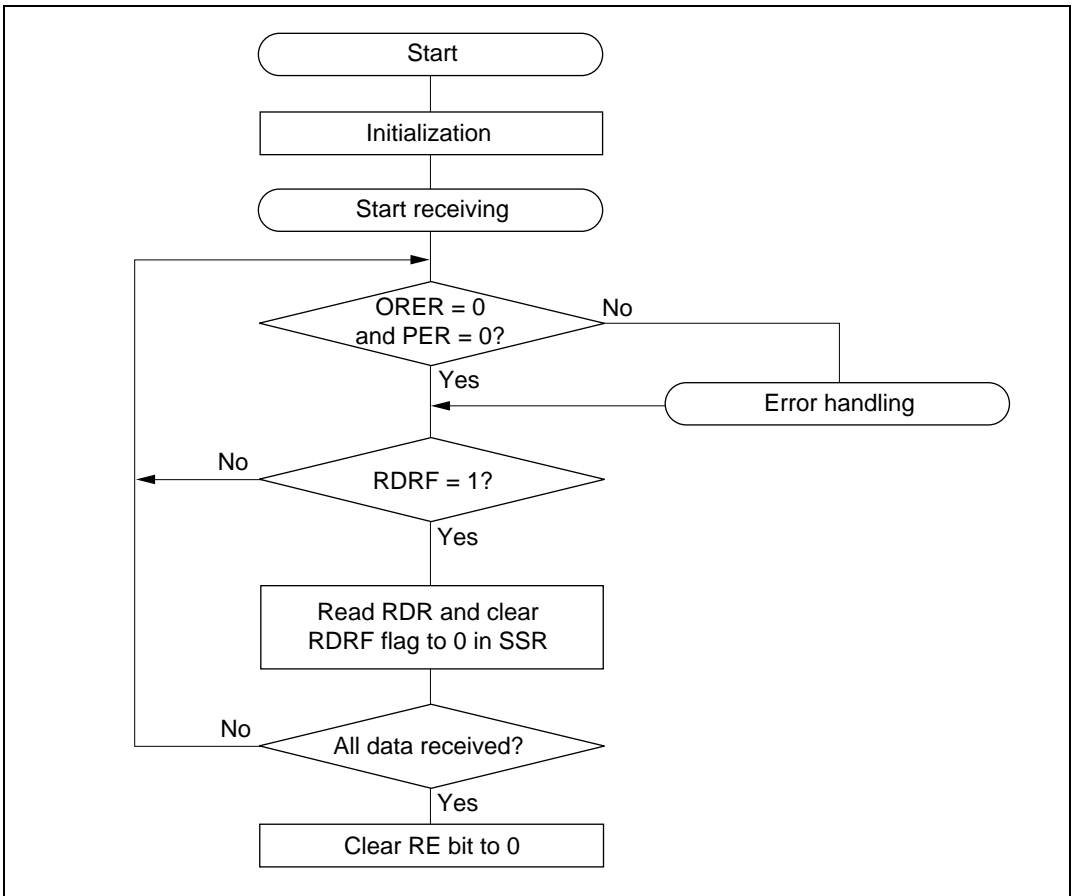 Start
Initialization
Start receiving
ORER = 0
and PER = 0?
No
Yes
Error handling
No
RDRF = 1?
Yes
Read RDR and clear
RDRF flag to 0 in SSR
No
All data received?
Yes
Clear RE bit to 0